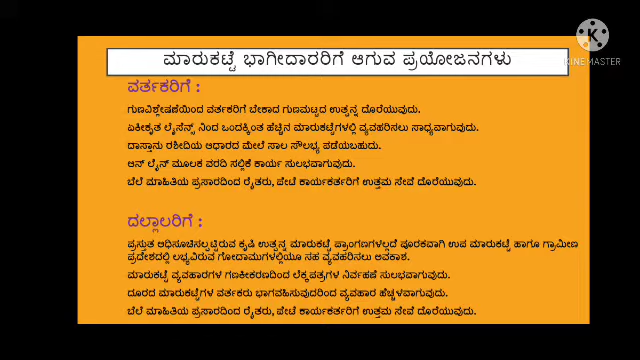 ಮಾರುಕಟ್ಟೆ ಭಾಗೀದಾರರಿಗೆ ಆಗುವ ಪ್ರಯೋಜನಗಳು
KINEMASTER
ವರ್ತಕರಿಗೆ :
ಗುಣವಿಶ್ಲೇಷಣೆಯಿಂದ ವರ್ತಕರಿಗೆ ಬೇಕಾದ ಗುಣಮಟ್ಟದ ಉತ್ಪನ್ನ ದೊರೆಯುವುದು.
ಏಕೀಕೃತ ಲೈಸೆನ್ಸ್ ನಿಂದ ಒಂದಕ್ಕಿಂತ ಹೆಚ್ಚಿನ ಮಾರುಕಟ್ಟೆಗಳಲ್ಲಿ ವ್ಯವಹರಿಸಲು ಸಾಧ್ಯವಾಗುವುದು.
ದಾಸ್ತಾನು ರಶೀದಿಯ ಆಧಾರದ ಮೇಲೆ ಸಾಲ ಸೌಲಭ್ಯ ಪಡೆಯಬಹುದು.
ಆನ್ ಲೈನ್ ಮೂಲಕ ವರದಿ ಸಲ್ಲಿಕೆ ಕಾರ್ಯ ಸುಲಭವಾಗುವುದು.
ಬೆಲೆ ಮಾಹಿತಿಯ ಪ್ರಸಾರದಿಂದ ರೈತರು, ಪೇಟೆ ಕಾರ್ಯಕರ್ತರಿಗೆ ಉತ್ತಮ ಸೇವೆ ದೊರೆಯುವುದು.
ದಲ್ಲಾಲರಿಗೆ :
ಪ್ರಸ್ತುತ ಅಧಿಸೂಚಿಸಲ್ಪಟ್ಟಿರುವ ಕೃಷಿ ಉತ್ಪನ್ನ ಮಾರುಕಟ್ಟೆ ಪ್ರಾಂಗಣಗಳಲ್ಲದೆ ಪೂರಕವಾಗಿ ಉಪ ಮಾರುಕಟ್ಟೆ ಹಾಗೂ ಗ್ರಾಮೀಣ
ಪ್ರದೇಶದಲ್ಲಿ ಲಭ್ಯವಿರುವ ಗೋದಾಮುಗಳಲ್ಲಿಯೂ ಸಹ ವ್ಯವಹರಿಸಲು ಅವಕಾಶ.
ಮಾರುಕಟ್ಟೆ ವ್ಯವಹಾರಗಳ ಗಣಕೀಕರಣದಿಂದ ಲೆಕ್ಕಪತ್ರಗಳ ನಿರ್ವಹಣೆ ಸುಲಭವಾಗುವುದು.
ದೂರದ ಮಾರುಕಟ್ಟೆಗಳ ವರ್ತಕರು ಭಾಗವಹಿಸುವುದರಿಂದ ವ್ಯವಹಾರ ಹೆಚ್ಚಳವಾಗುವುದು.
ಬೆಲೆ ಮಾಹಿತಿಯ ಪ್ರಸಾರದಿಂದ ರೈತರು, ಪೇಟೆ ಕಾರ್ಯಕರ್ತರಿಗೆ ಉತ್ತಮ ಸೇವೆ ದೊರೆಯುವುದು.